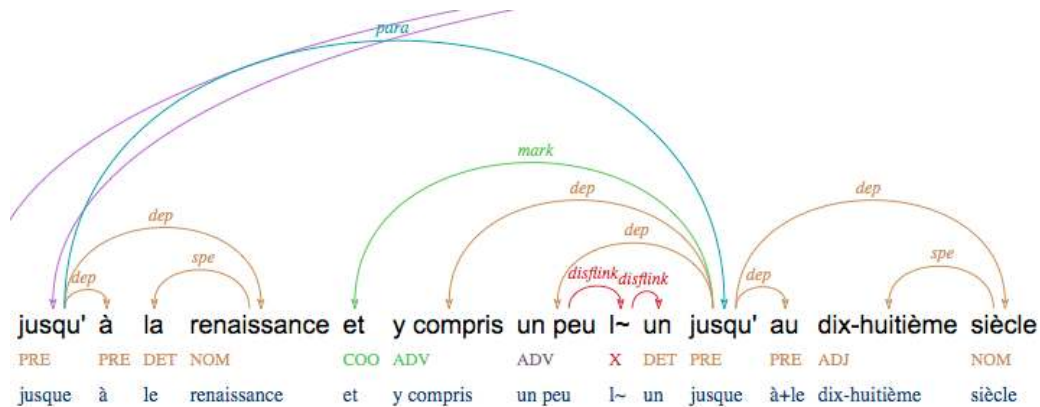 para
mark
dep dep
dep dep
spe disflink disflink spe
dep dep
jusqu' à la renaissance et y compris un peu l~ un jusqu' au dix-huitième siècle
PRE PRE DET NOM COO ADV ADV X DET PRE PRE ADJ NOM
jusque à le renaissance et y compris un peu l~ un jusque à+le dix-huitième siècle